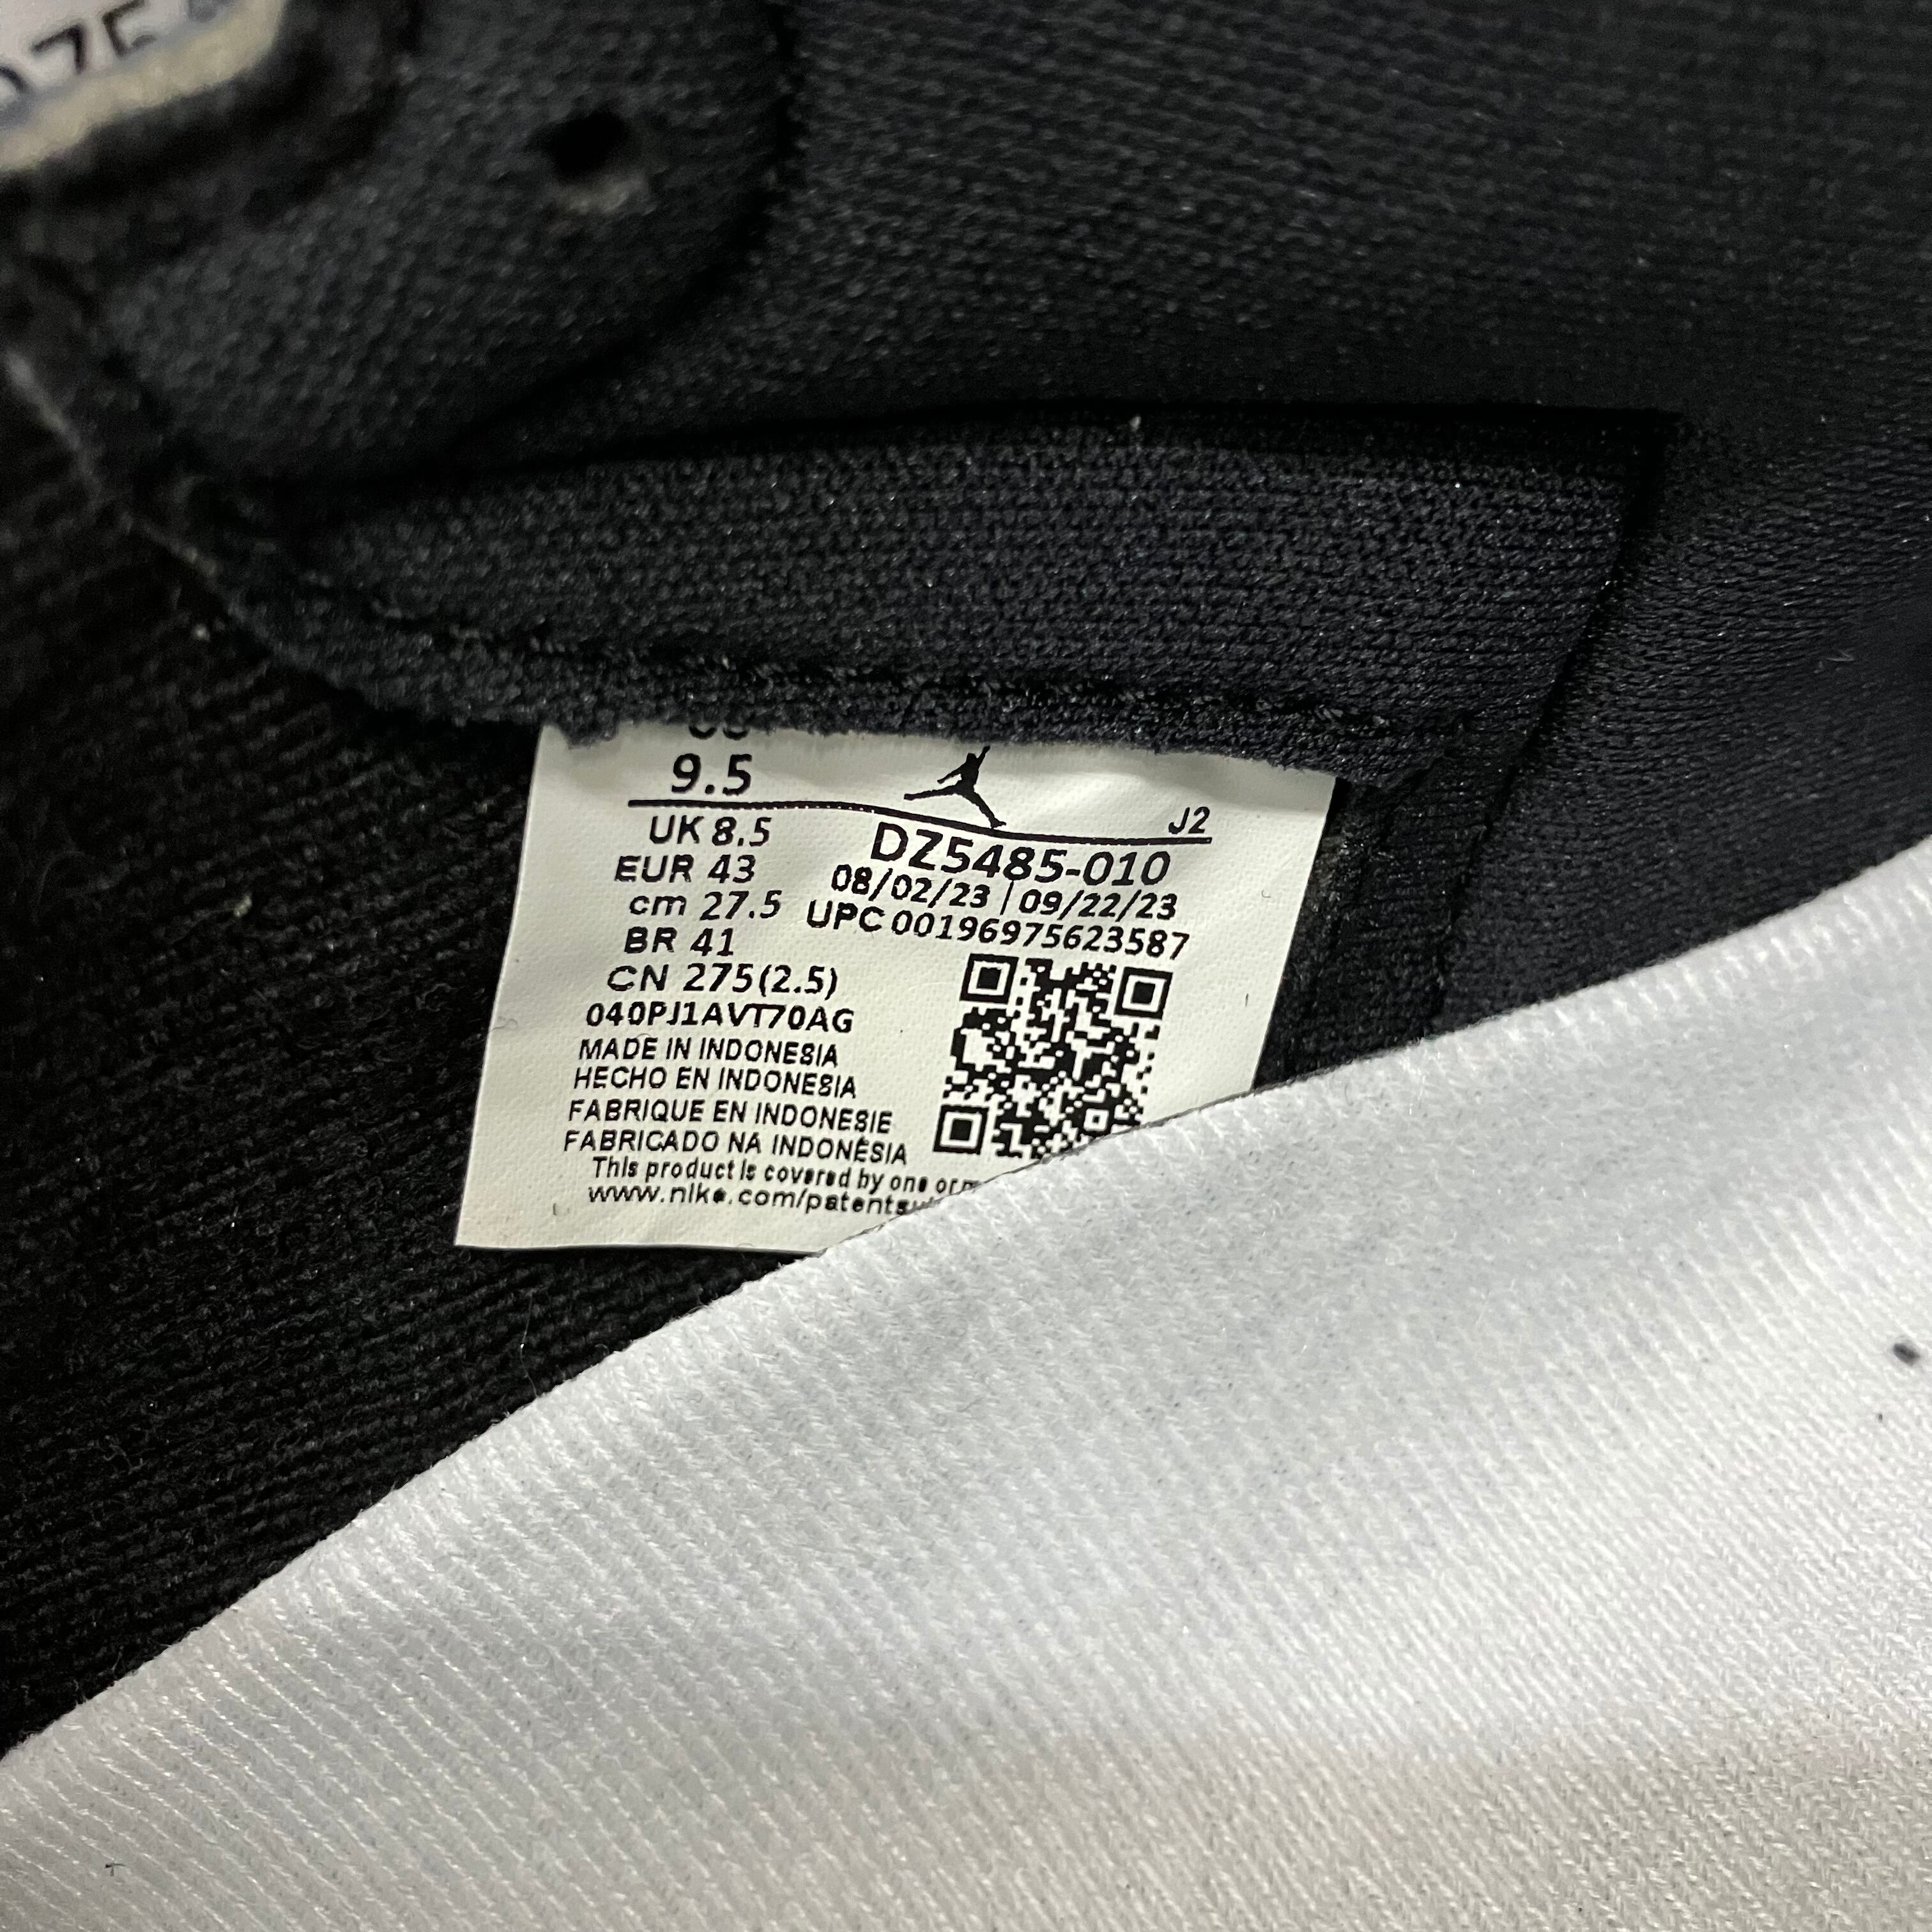 9.5
J2
UK 8.5
DZ5485-010
EUR 43
08/02/23 | 09/22/23
cm 27.5
UPC 00196975623587
BR 41
CN 275(2.5)
040PJ1AVT70AG
MADE IN INDONESIA
HECHO EN INDONESIA
FABRIQUE EN INDONESIE
FABRICADO NA INDONÉSIA
This product is covered by one or
www.nike.com/patents